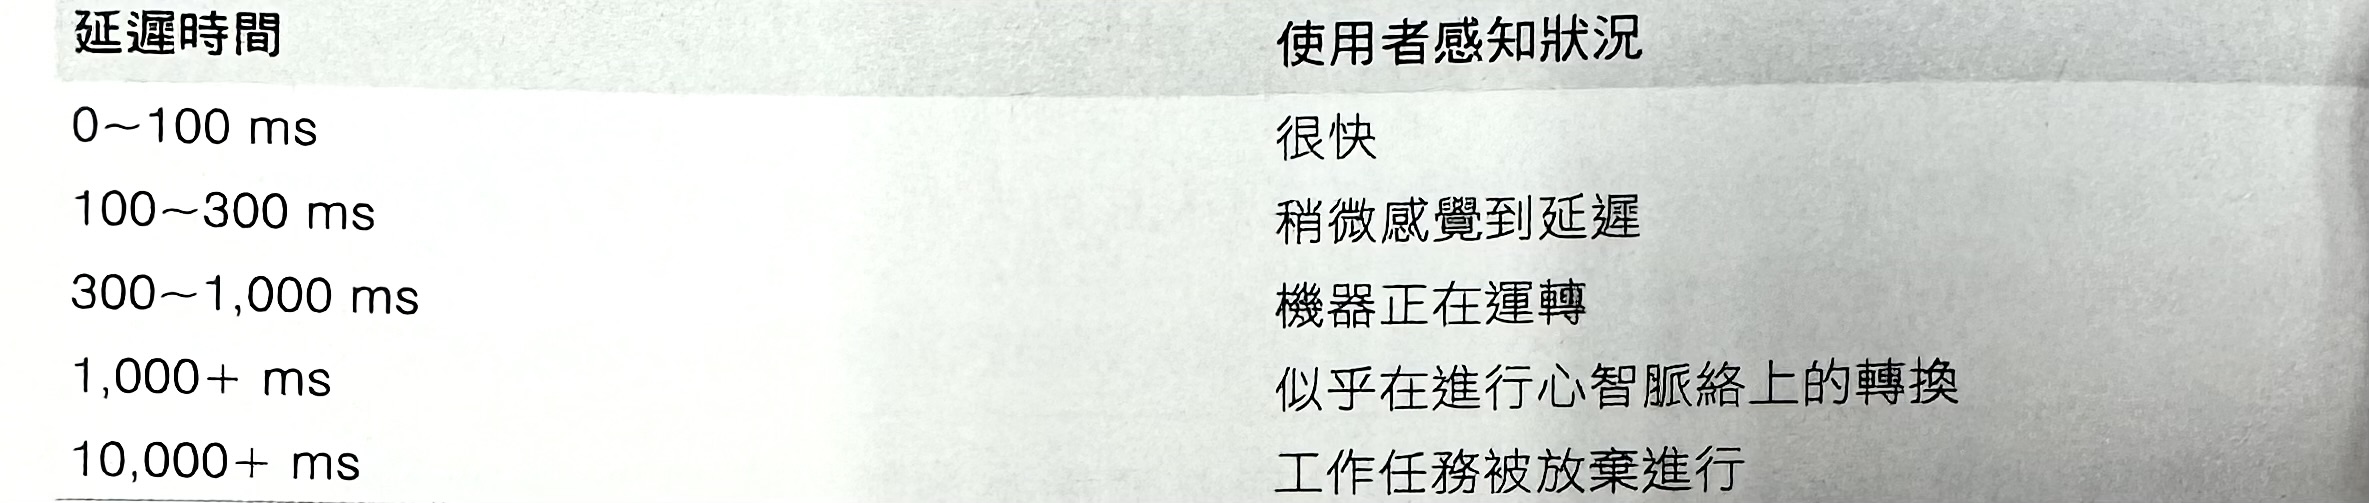 延遲時間 使用者感知狀況
0~100 ms 很快
100~300 ms 稍微感覺到延遲
300~1,000 ms 機器正在運轉
1,000+ ms 似乎在進行心智脈絡上的轉換
10,000+ ms 工作任務被放棄進行